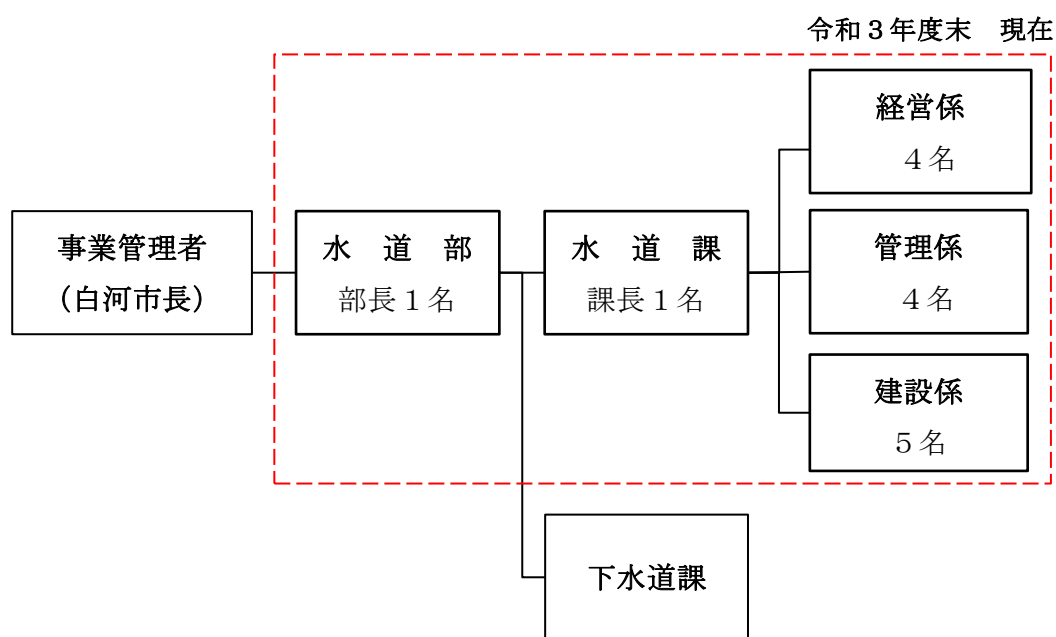 令和３年度末　現在
経営係
４名
事業管理者
（白河市長）
水　道　部
部長１名
水　道　課
課長１名
管理係
４名
建設係
５名
下水道課